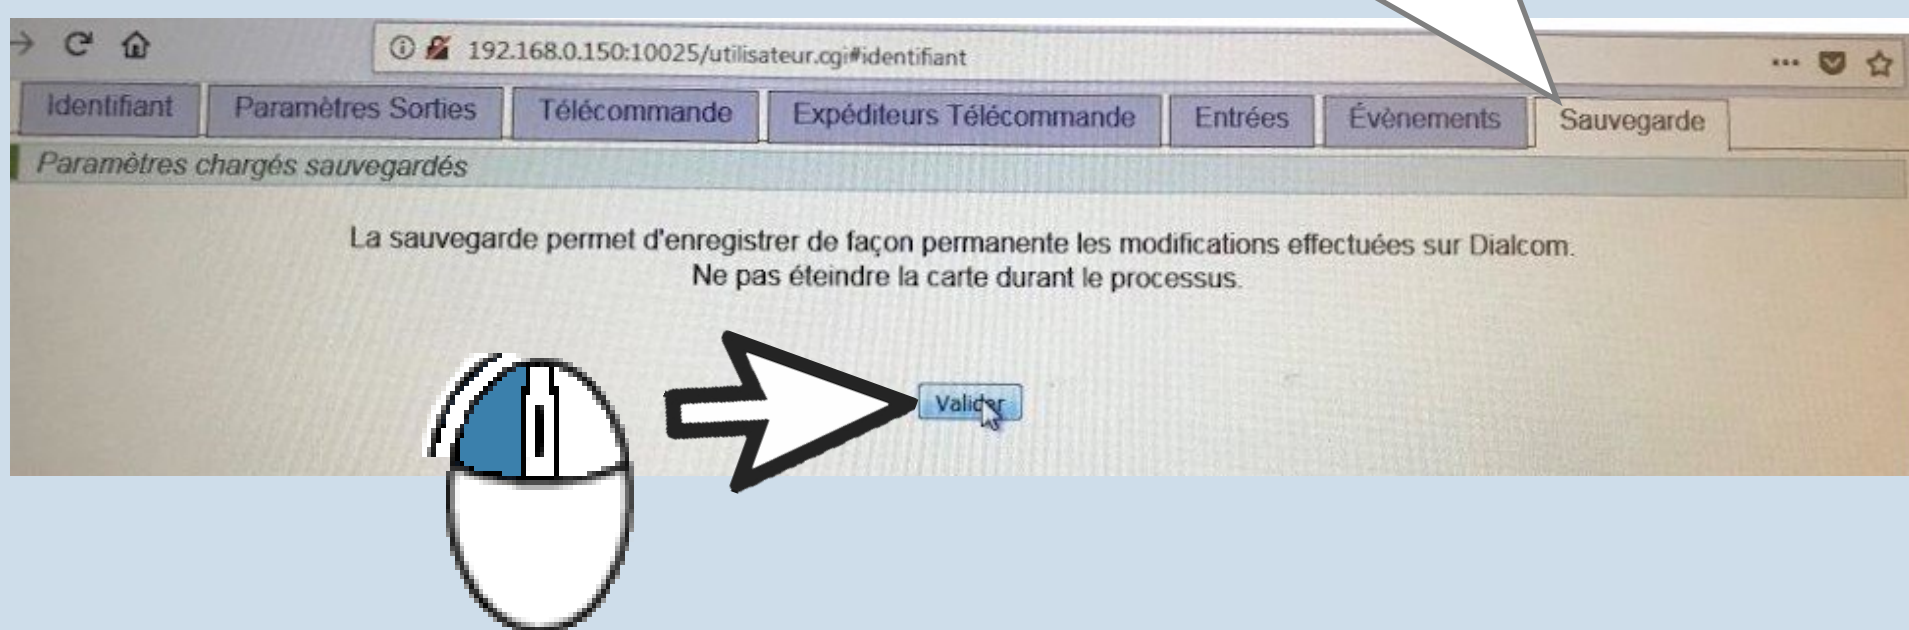 192.168.0.150:10025/utilisateur.cgi#identifiant
Identifiant Paramètres Sorties Télécommande Expéditeurs Télécommande Entrées Évènements Sauvegarde
Paramètres chargés sauvegardés
La sauvegarde permet d'enregistrer de façon permanente les modifications effectuées sur Dialcom.
Ne pas éteindre la carte durant le processus.
Valider